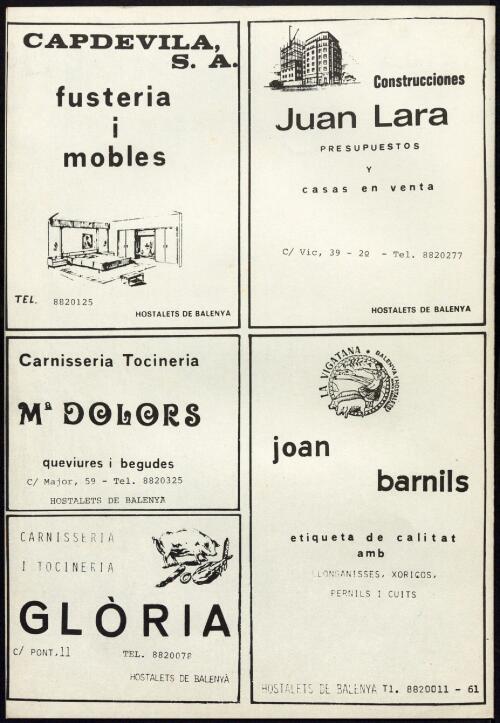 CAPDEVILA,
S. A.
fusteria
i
mobles
TEL. 8820125
HOSTALETS DE BALENYA
Construcciones
Juan Lara
PRESUPUESTOS
Y
casas en venta
C/ Vic, 39 - 2º - Tel. 8820277
HOSTALETS DE BALENYA
Carnisseria Tocineria
Mª DOLORS
queviures i begudes
C/ Major, 59 - Tel. 8820325
HOSTALETS DE BALENYÀ
CARNISSERIA
I TOCINERIA
GLÒRIA
C/ PONT,11 TEL. 8820078
HOSTALETS DE BALENYÀ
LA VIGATANA • BALENYA (HOSTALETS)
joan
barnils
etiqueta de calitat
amb
LLONGANISSES, XORIÇOS,
PERNILS I CUITS
HOSTALETS DE BALENYA Tl. 8820011 - 61